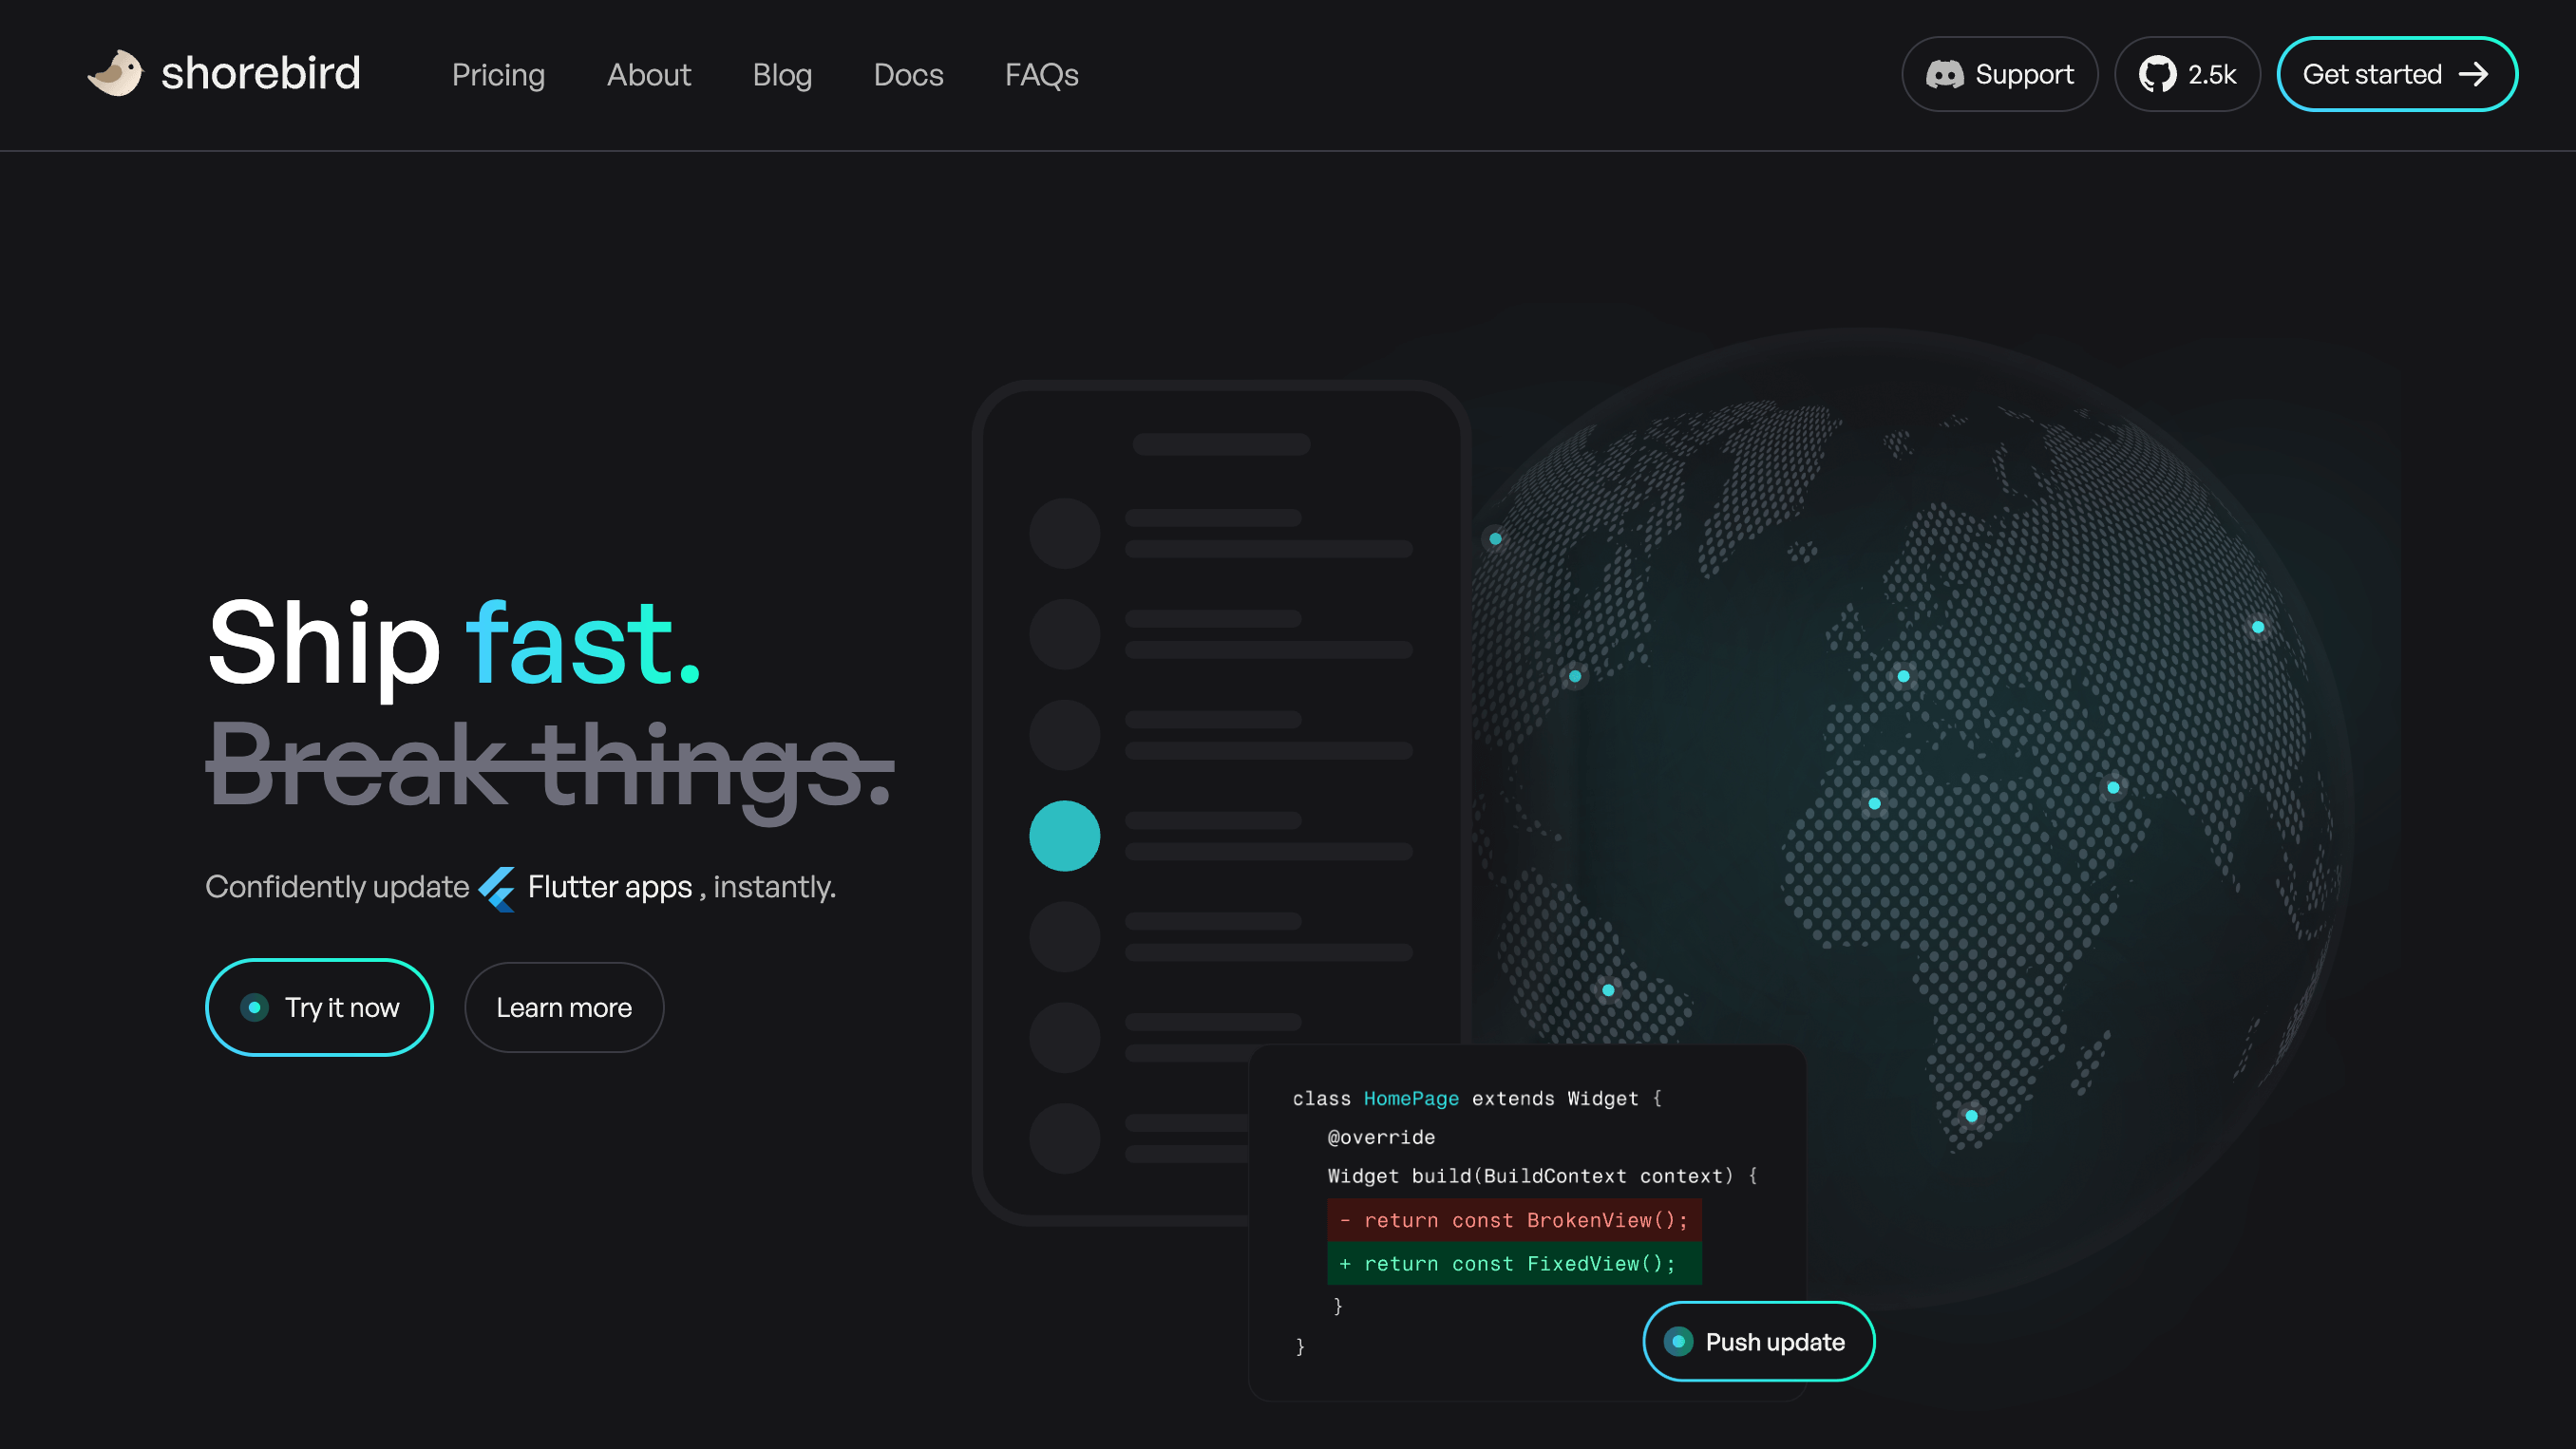 shorebird
Pricing
About
Blog
Docs
FAQs
Support
2.5k
Get started
Ship fast.
Break things.
Confidently update Flutter apps , instantly.
Try it now
Learn more
class HomePage extends Widget {
@override
Widget build(BuildContext context) {
- return const BrokenView();
+ return const FixedView();
}
}
Push update